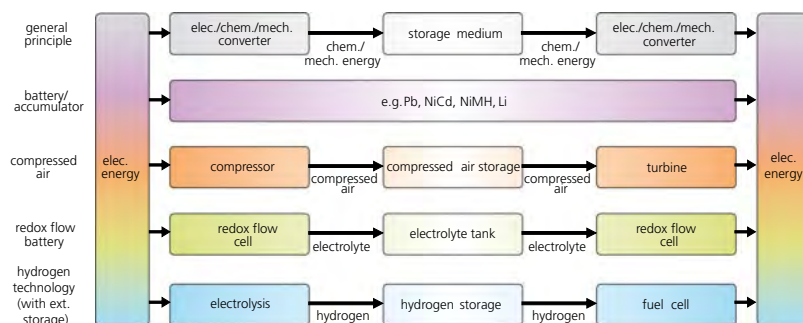 general
principle
elec./chem./mech.
converter
chem./
mech. energy
storage medium
chem./
mech. energy
elec./chem./mech.
converter
battery/
accumulator
e.g. Pb, NiCd, NiMH, Li
compressed
air
elec.
energy
compressor
compressed
air
compressed air storage
compressed
air
turbine
elec.
energy
redox flow
battery
redox flow
cell
electrolyte
electrolyte tank
electrolyte
redox flow
cell
hydrogen
technology
(with ext.
storage)
electrolysis
hydrogen
hydrogen storage
hydrogen
fuel cell